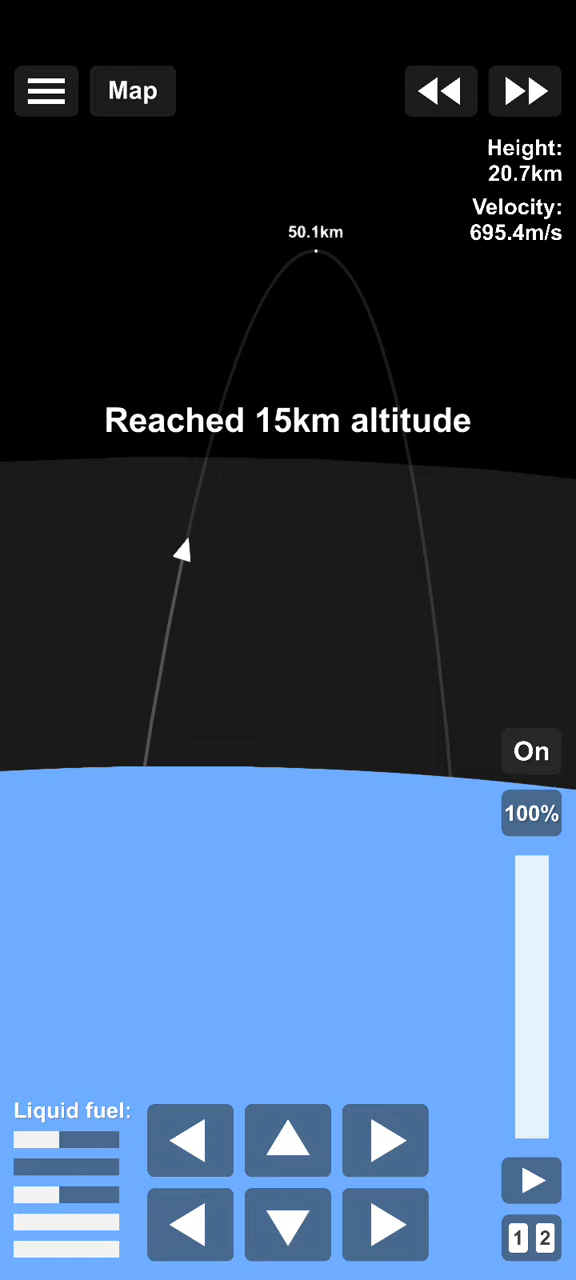 Map
Height:
20.7km
Velocity:
695.4m/s
50.1km
Reached 15km altitude
On
100%
Liquid fuel:
1 2